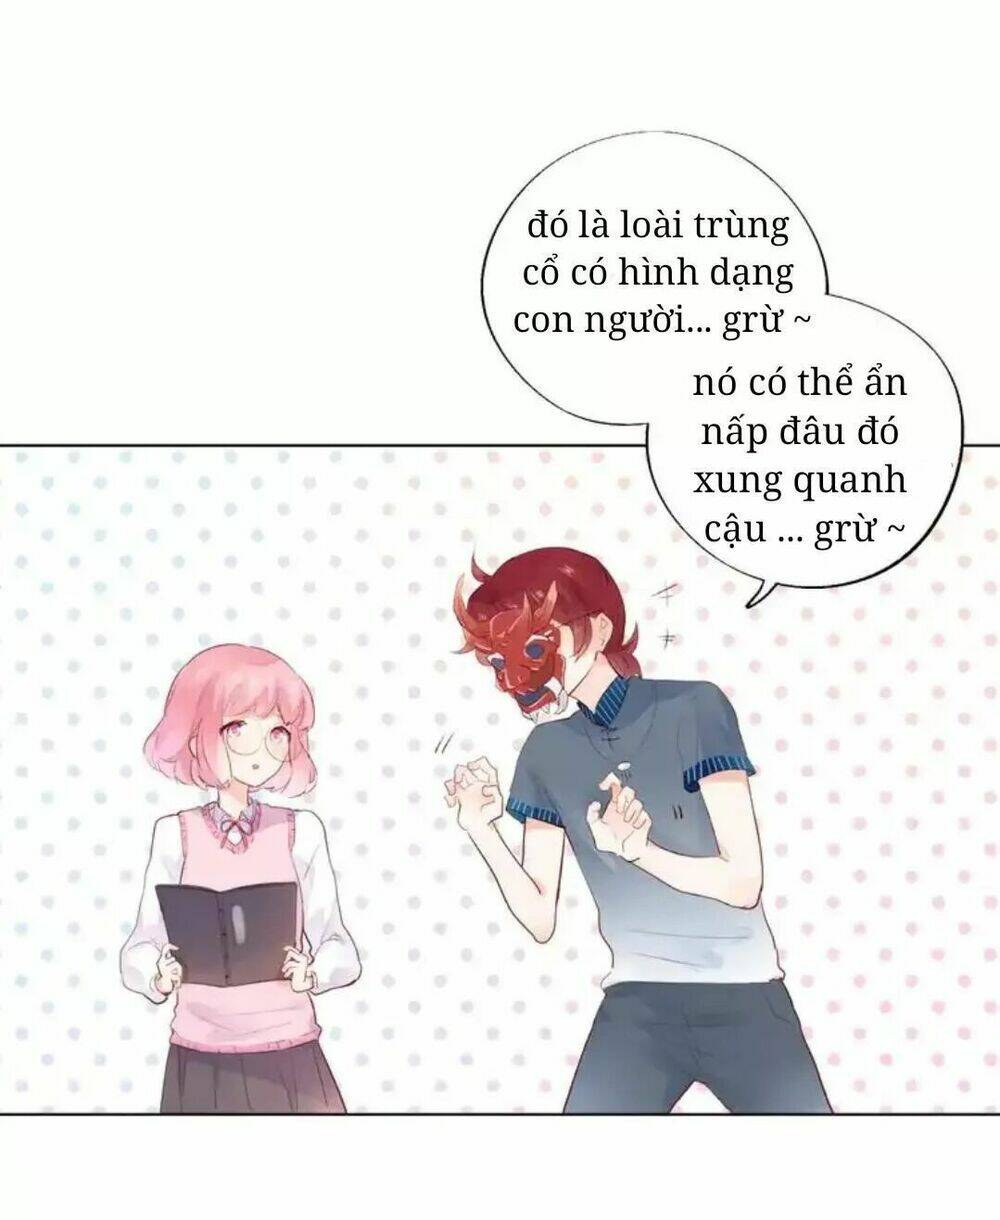 đó là loài trùng
cổ có hình dạng
con người... grừ ~
nó có thể ẩn
nấp đâu đó
xung quanh
cậu ... grừ ~